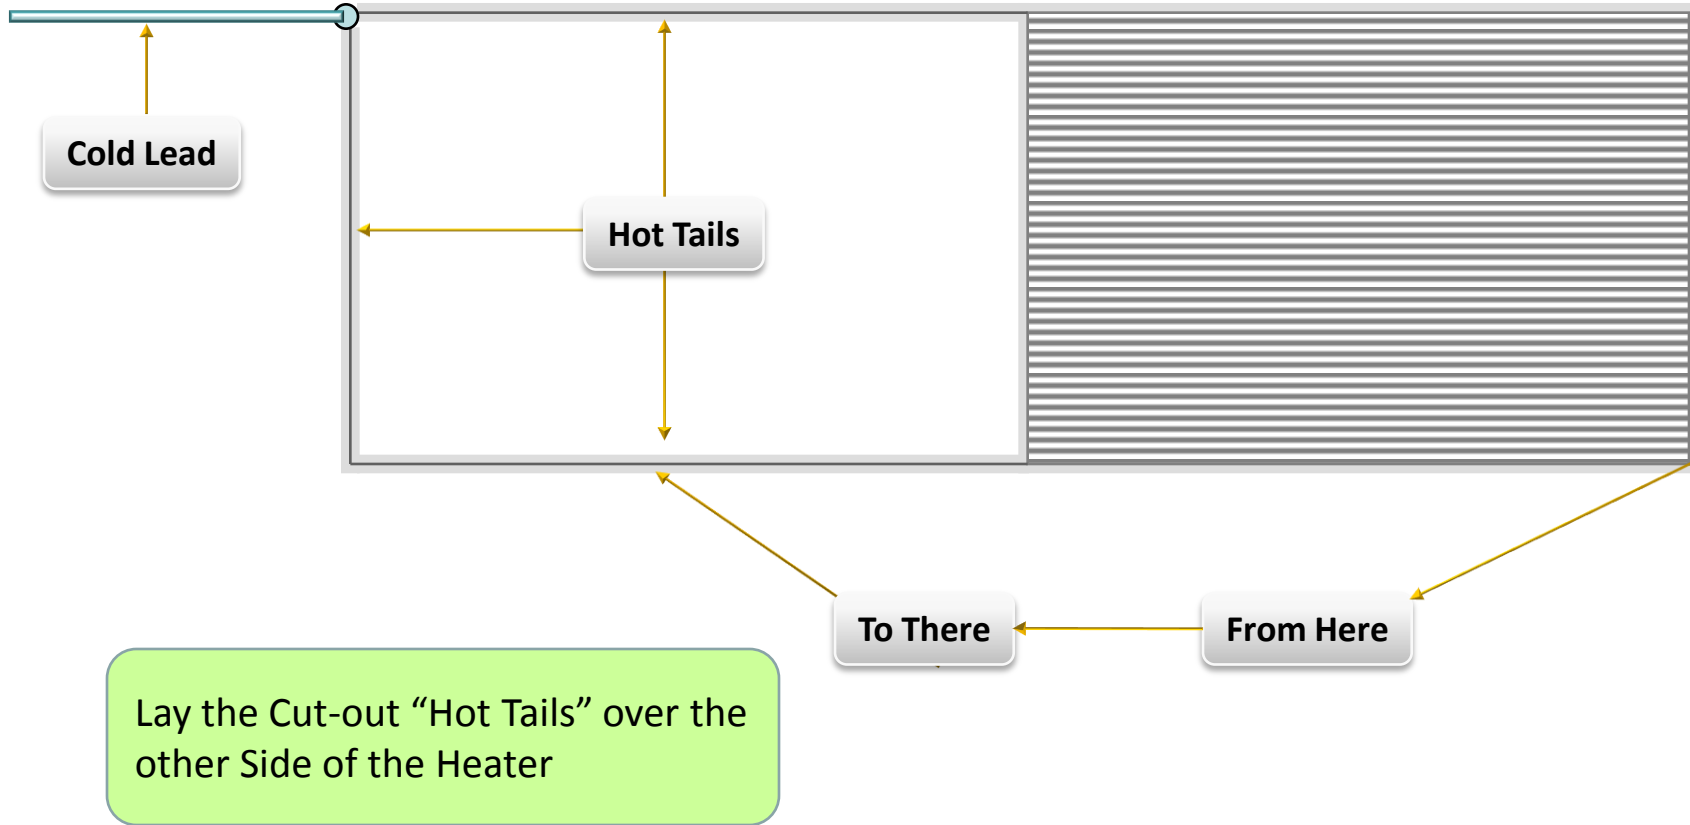 Cold Lead
Hot Tails
To There
From Here
Lay the Cut-out “Hot Tails” over the
other Side of the Heater